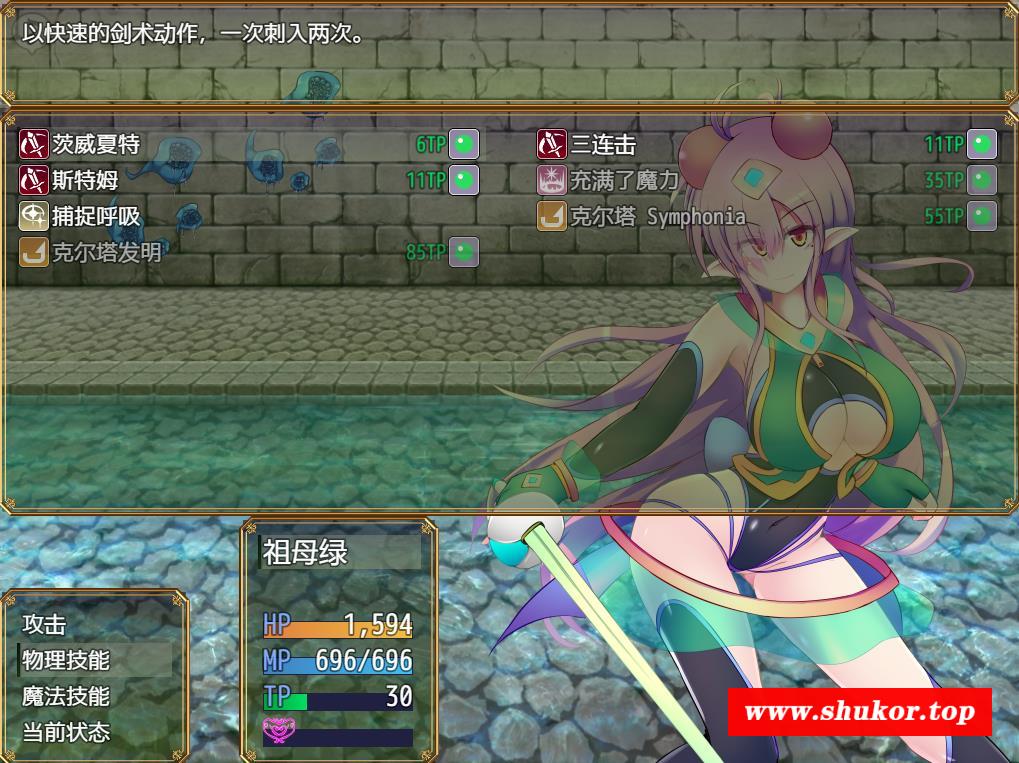 以快速的剑术动作，一次刺入两次。
茨威夏特 6TP 三连击 11TP
斯特姆 11TP 充满了魔力 35TP
捕捉呼吸 克尔塔 Symphonia 55TP
克尔塔发明 85TP
祖母绿
攻击
物理技能
魔法技能
当前状态
HP 1,594
MP 696/696
TP 30
www.shukor.top